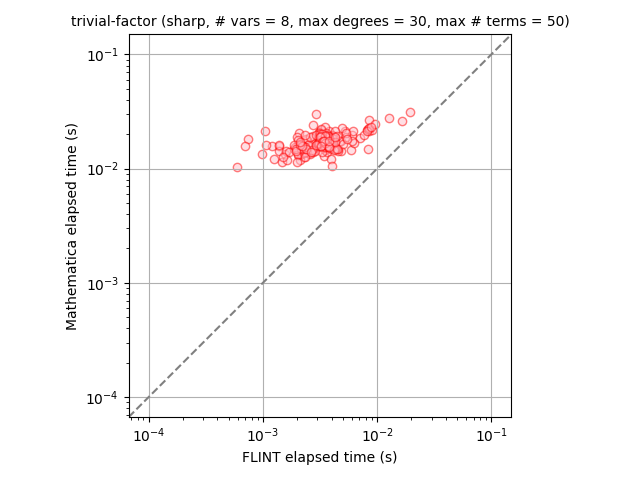 trivial-factor (sharp, # vars = 8, max degrees = 30, max # terms = 50)
Mathematica elapsed time (s)
10⁻¹
10⁻²
10⁻³
10⁻⁴
10⁻⁴ 10⁻³ 10⁻² 10⁻¹
FLINT elapsed time (s)